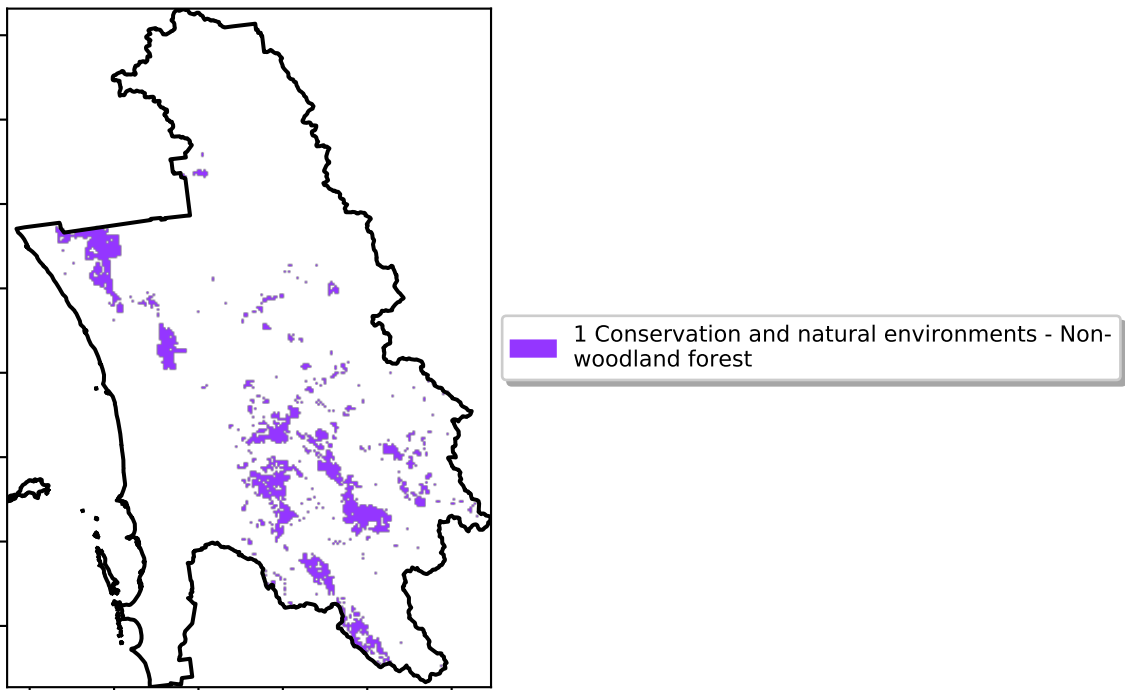 1 Conservation and natural environments - Non-
woodland forest